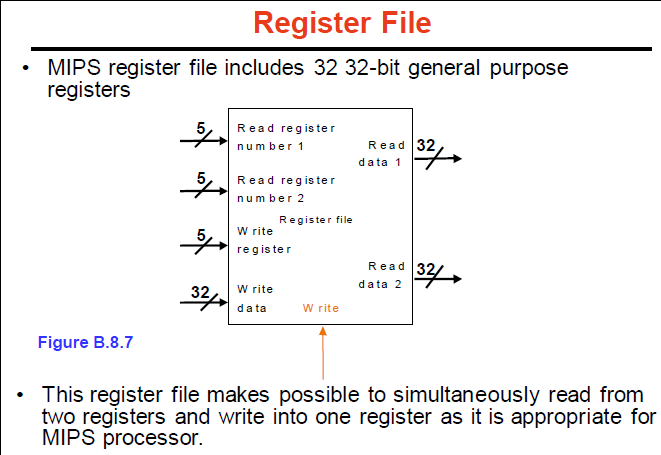 Register File
• MIPS register file includes 32 32-bit general purpose
registers
5
Read register
number 1
Read
data 1
32
5
Read register
number 2
Register file
5
Write
register
Read
data 2
32
32
Write
data
Write
Figure B.8.7
• This register file makes possible to simultaneously read from
two registers and write into one register as it is appropriate for
MIPS processor.